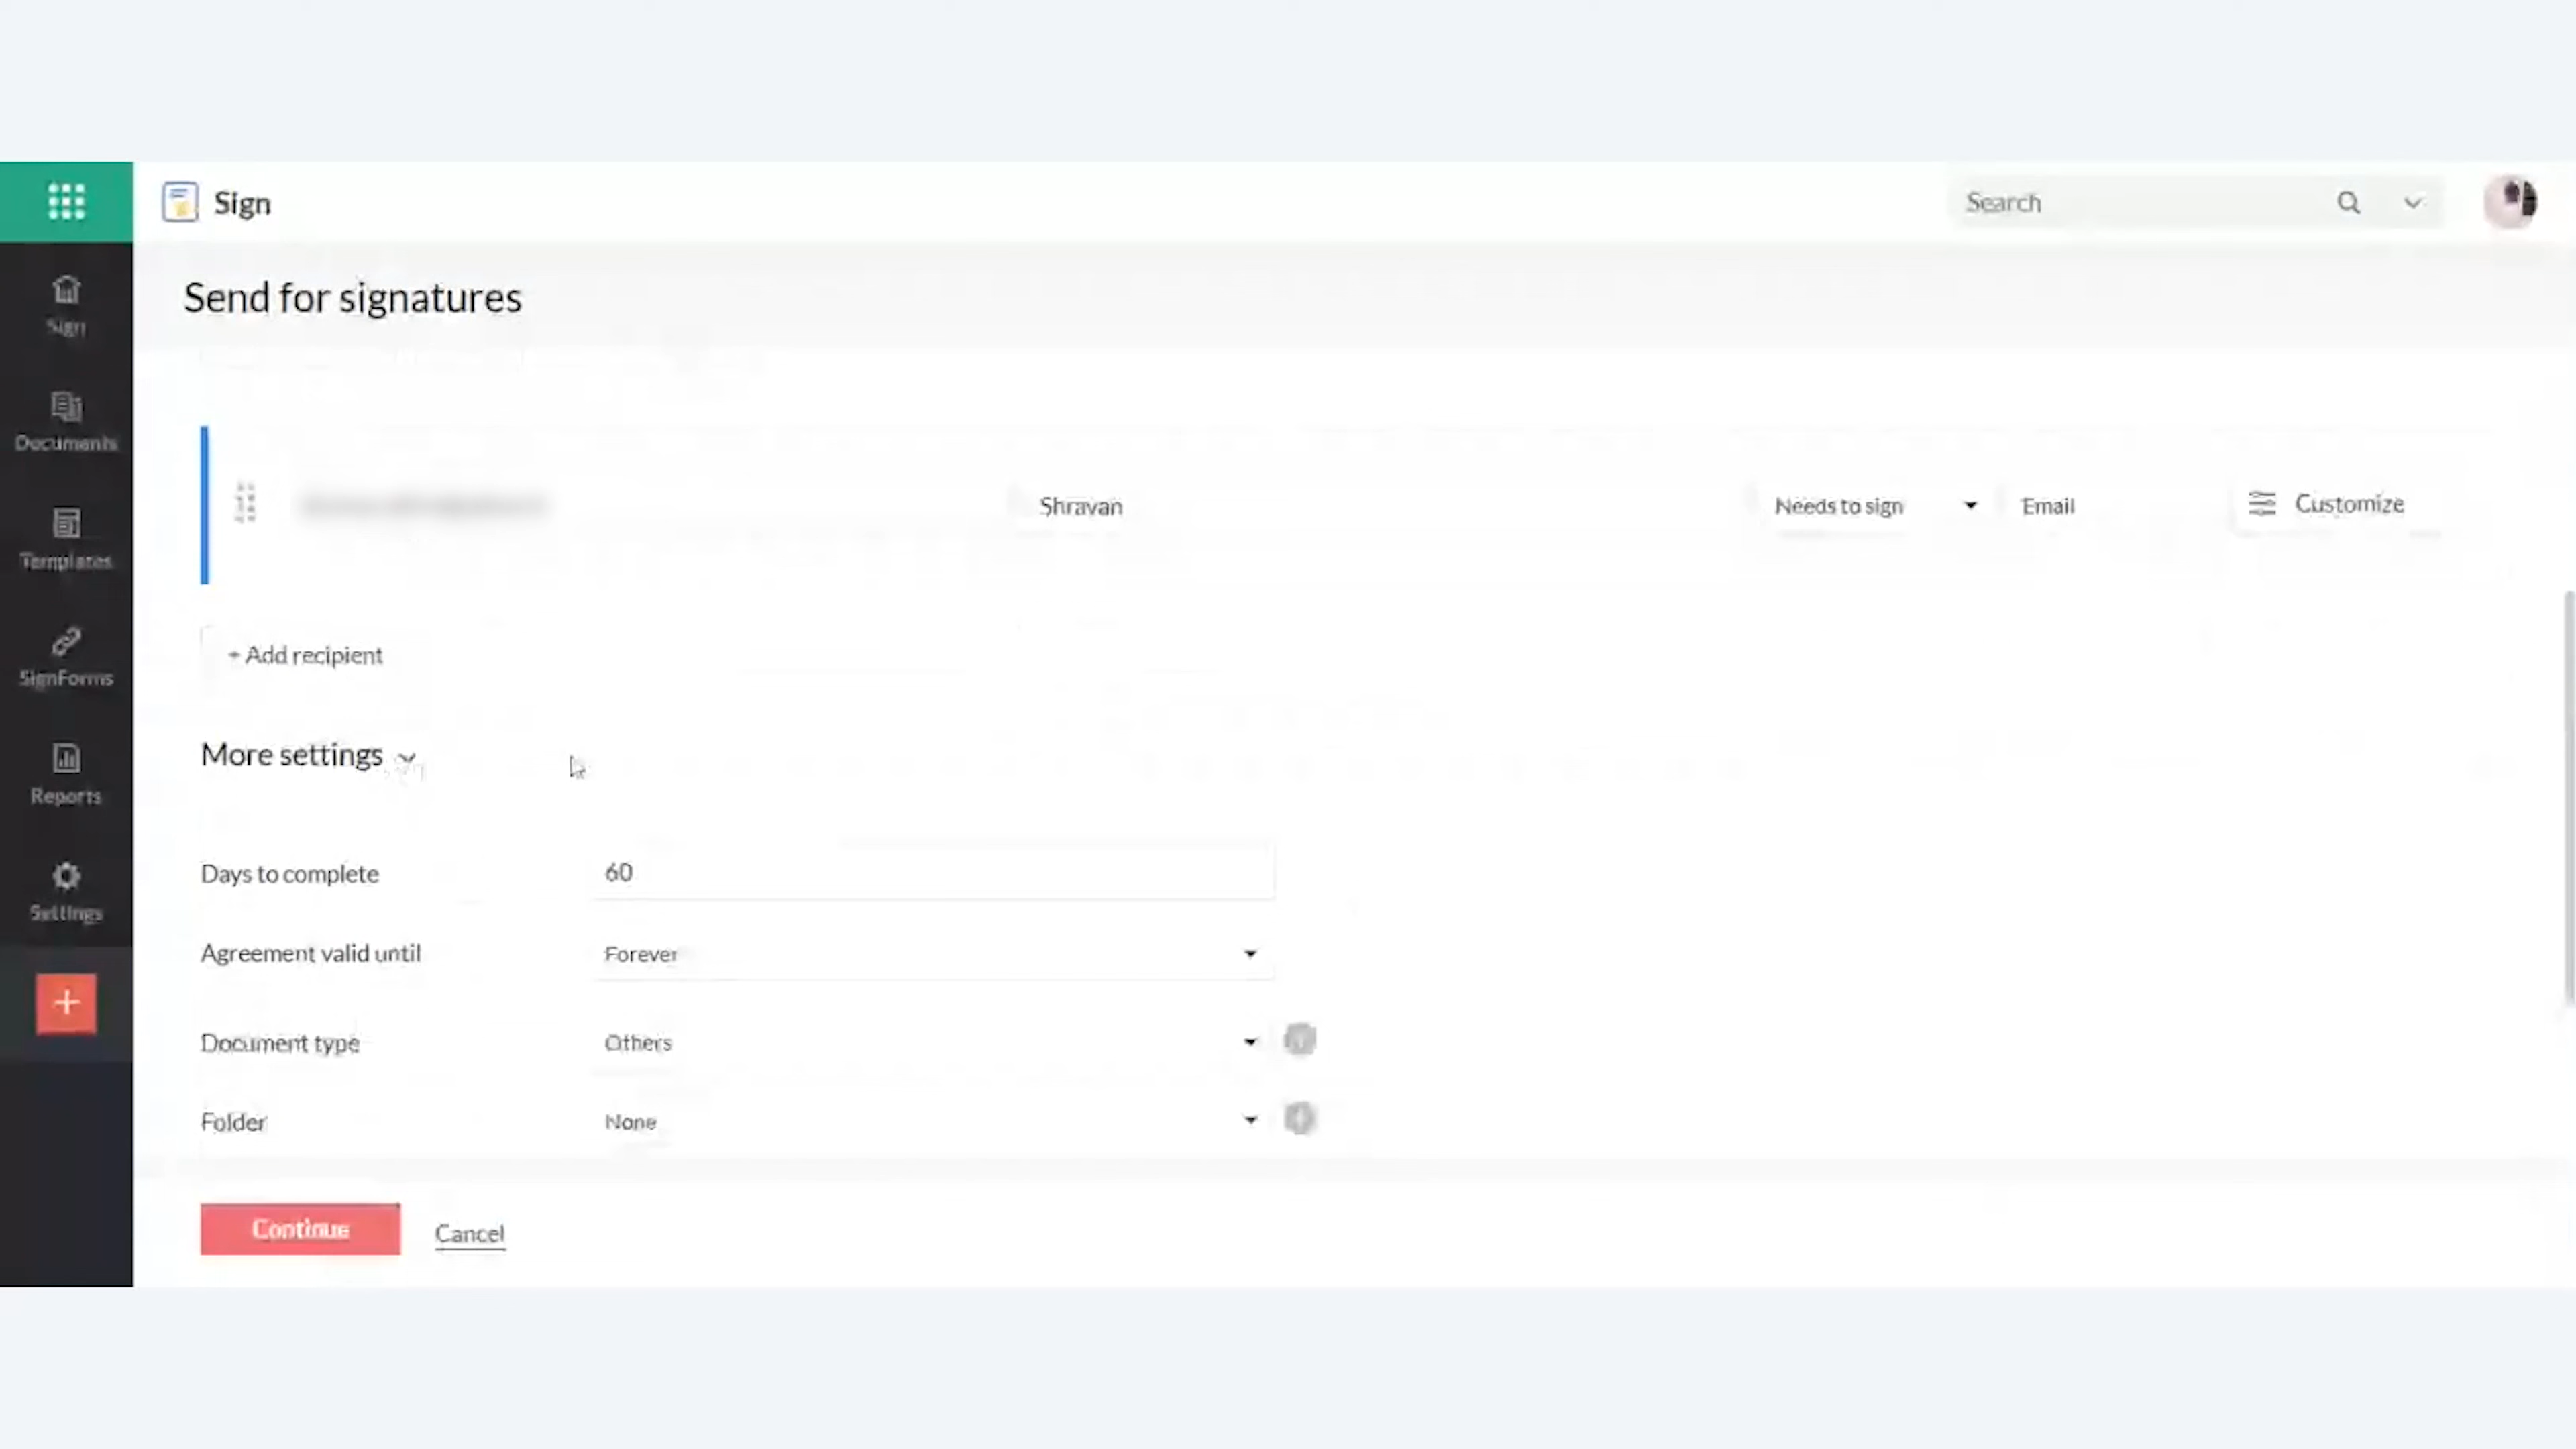 Sign
Search
Sign
Send for signatures
Documents
Shravan
Needs to sign
Email
Customize
Templates
+ Add recipient
SignForms
More settings
Reports
Days to complete
60
Settings
Agreement valid until
Forever
Document type
Others
Folder
None
Continue
Cancel